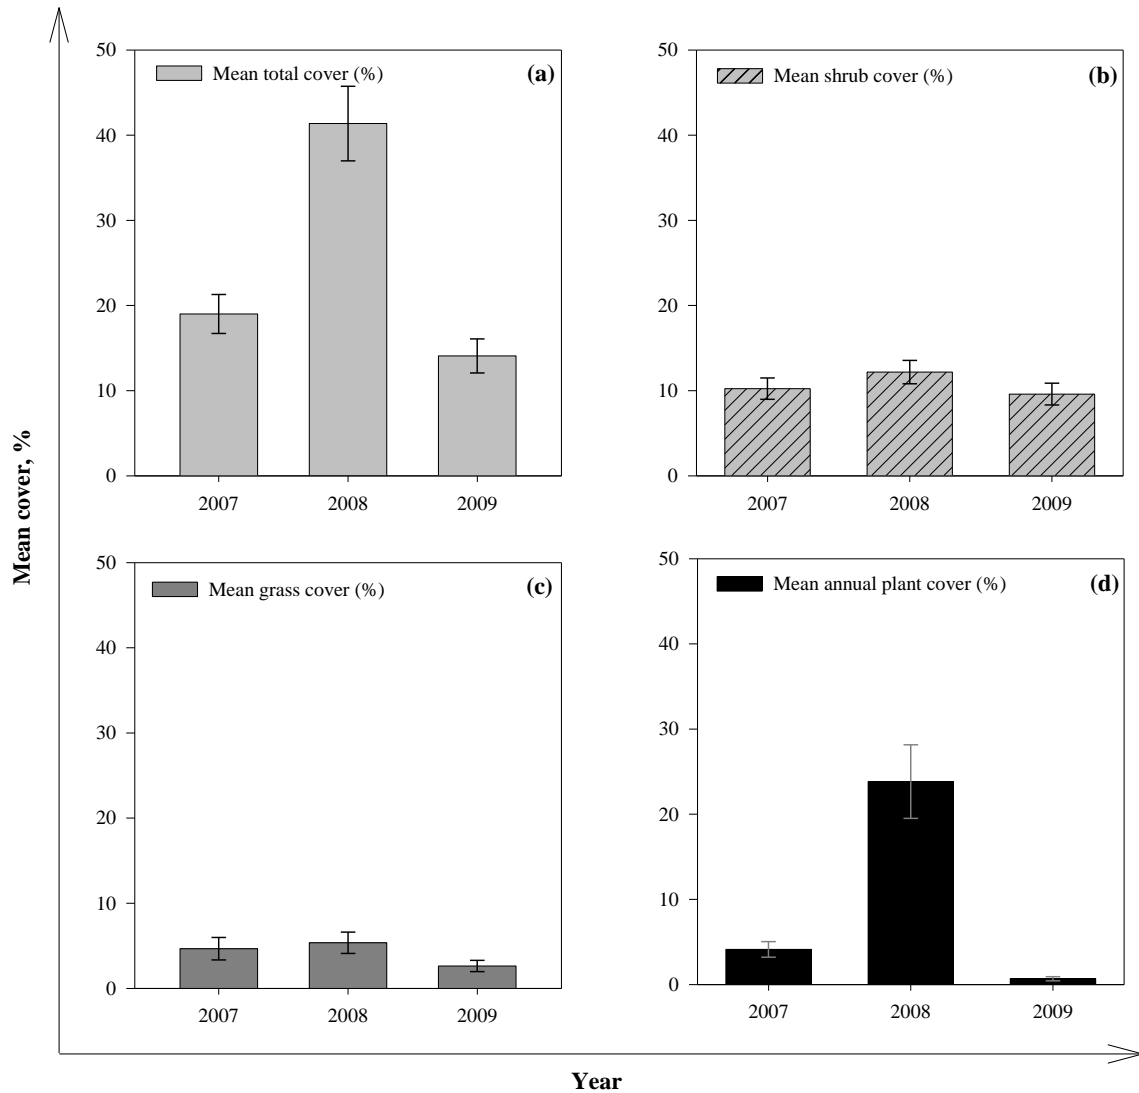 Mean cover, %
50
40
30
20
10
0
Mean total cover (%)
(a)
2007 2008 2009
50
40
30
20
10
0
Mean shrub cover (%)
(b)
2007 2008 2009
50
40
30
20
10
0
Mean grass cover (%)
(c)
2007 2008 2009
50
40
30
20
10
0
Mean annual plant cover (%)
(d)
2007 2008 2009
Year